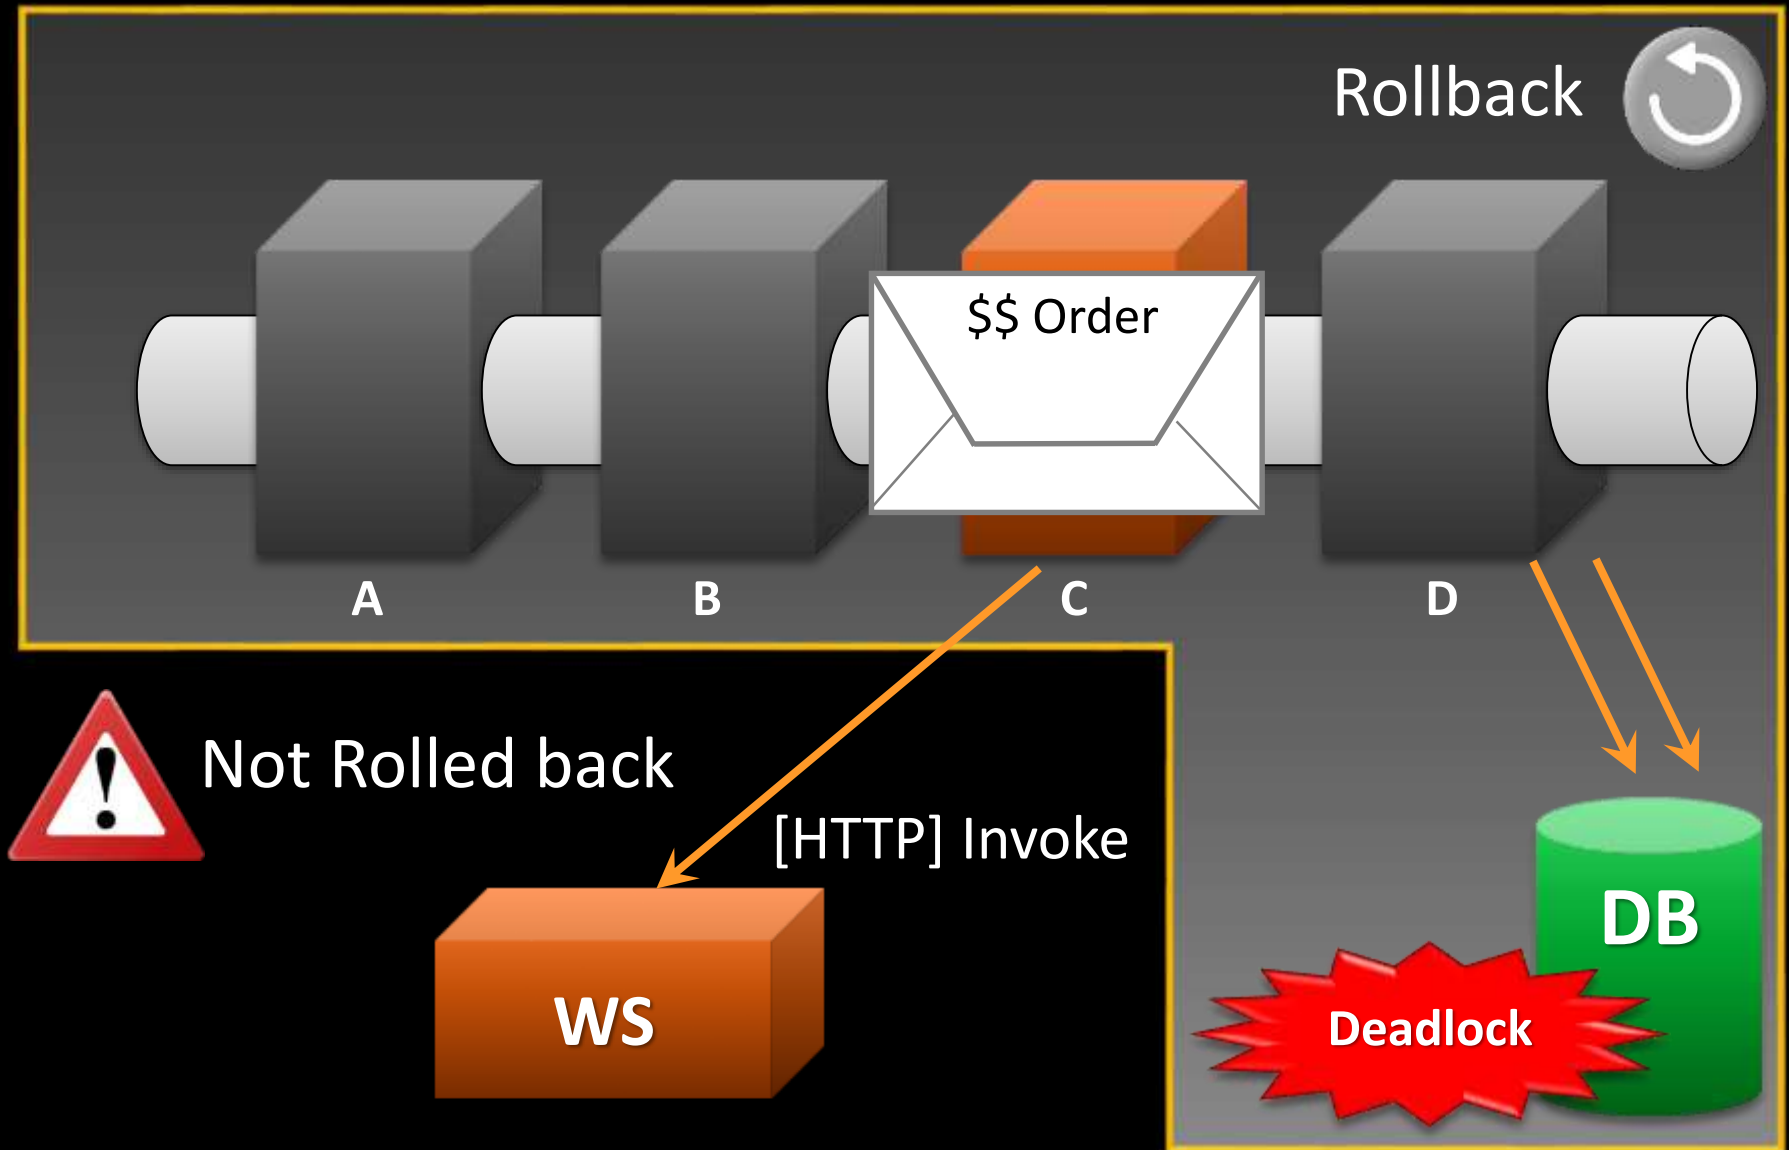 Rollback
$$ Order
A
B
C
D
Not Rolled back
[HTTP] Invoke
DB
WS
Deadlock